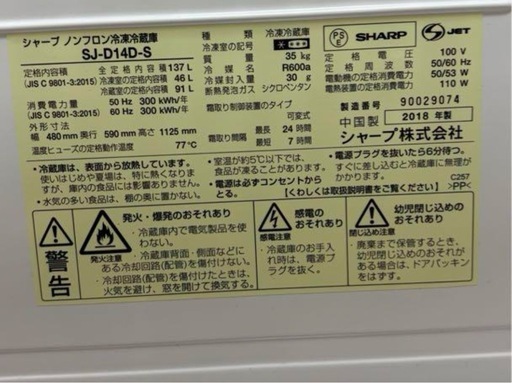 シャープ ノンフロン冷凍冷蔵庫
SJ-D14D-S
定格内容積 全定格内容積 137 L
(JIS C 9801-3:2015) 冷凍室の定格内容積 46 L
冷蔵室の定格内容積 91 L
消費電力量 50 Hz 300 kWh/年
(JIS C 9801-3:2015) 60 Hz 300 kWh/年
外形寸法
幅 480 mm 奥行 590 mm 高さ 1125 mm
温度ヒューズの定格動作温度 77℃
冷凍室の記号
質量 35 kg
冷媒 R600a
冷媒封入量 30 g
断熱発泡ガス シクロペンタン
霜取り制御装置のタイプ
可変式
霜取り間隔 最長 24 時間
最短 7 時間
PS
E
SHARP
JET
定格電圧 100 V
定格周波数 50/60 Hz
電動機の定格消費電力 50/53 W
電熱装置の定格消費電力 110 W
製造番号 90029074
中国製 2018 年製
シャープ株式会社
・冷蔵庫は、表面から放熱しています。
使いはじめや夏場は、特に熱く感じますが、庫内の食品には影響ありません。
・水気の多い食品は、棚の奥に置かない。
・室温が約5℃以下では、食品が凍ることがあります。
・電源は必ずコンセントから
・電源プラグを抜いたら6分待つ。
すぐに差し込むと冷蔵庫に無理がかかります。
【くわしくは取扱説明書をご覧ください】
C257
>PP<
警告
発火・爆発のおそれあり
発火注意
・冷蔵庫内で電気製品を使わない。
・冷蔵庫背面・側面などにある冷却回路(配管)を傷付けない。
・冷却回路(配管)を傷付けたときは、火気を避け、窓を開けて換気する。
感電のおそれあり
感電注意
・冷蔵庫のお手入れ時は、電源プラグを抜く。
幼児閉じ込めのおそれあり
閉じ込め注意
・廃棄まで保管するとき、幼児閉じ込めのおそれがある場合は、ドアパッキンをはずす。